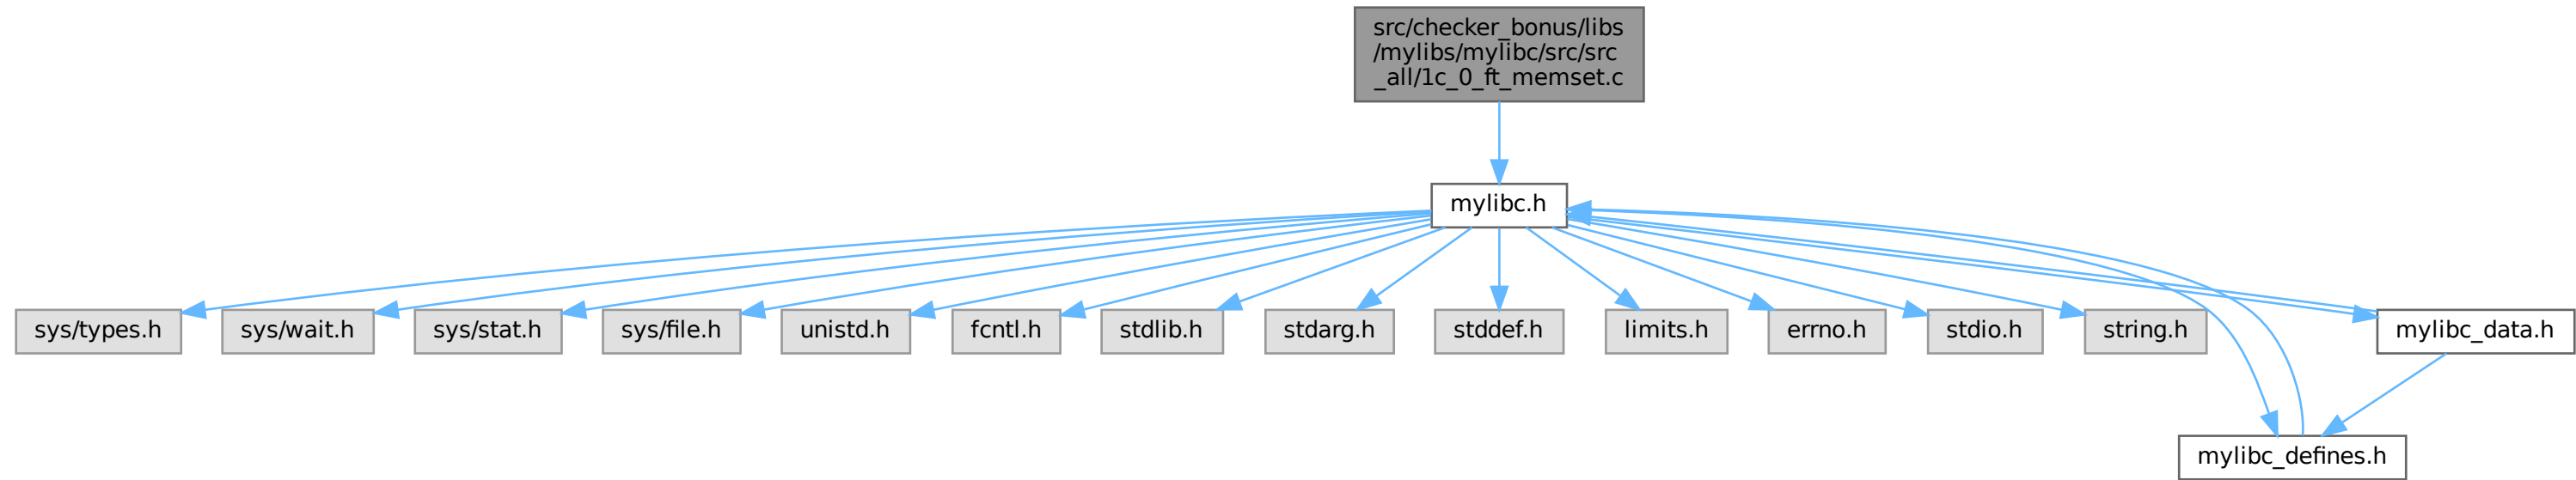 src/checker_bonus/libs
/mylibs/mylibc/src/src
_all/1c_0_ft_memset.c
mylibc.h
sys/types.h
sys/wait.h
sys/stat.h
sys/file.h
unistd.h
fcntl.h
stdlib.h
stdarg.h
stddef.h
limits.h
errno.h
stdio.h
string.h
mylibc_data.h
mylibc_defines.h